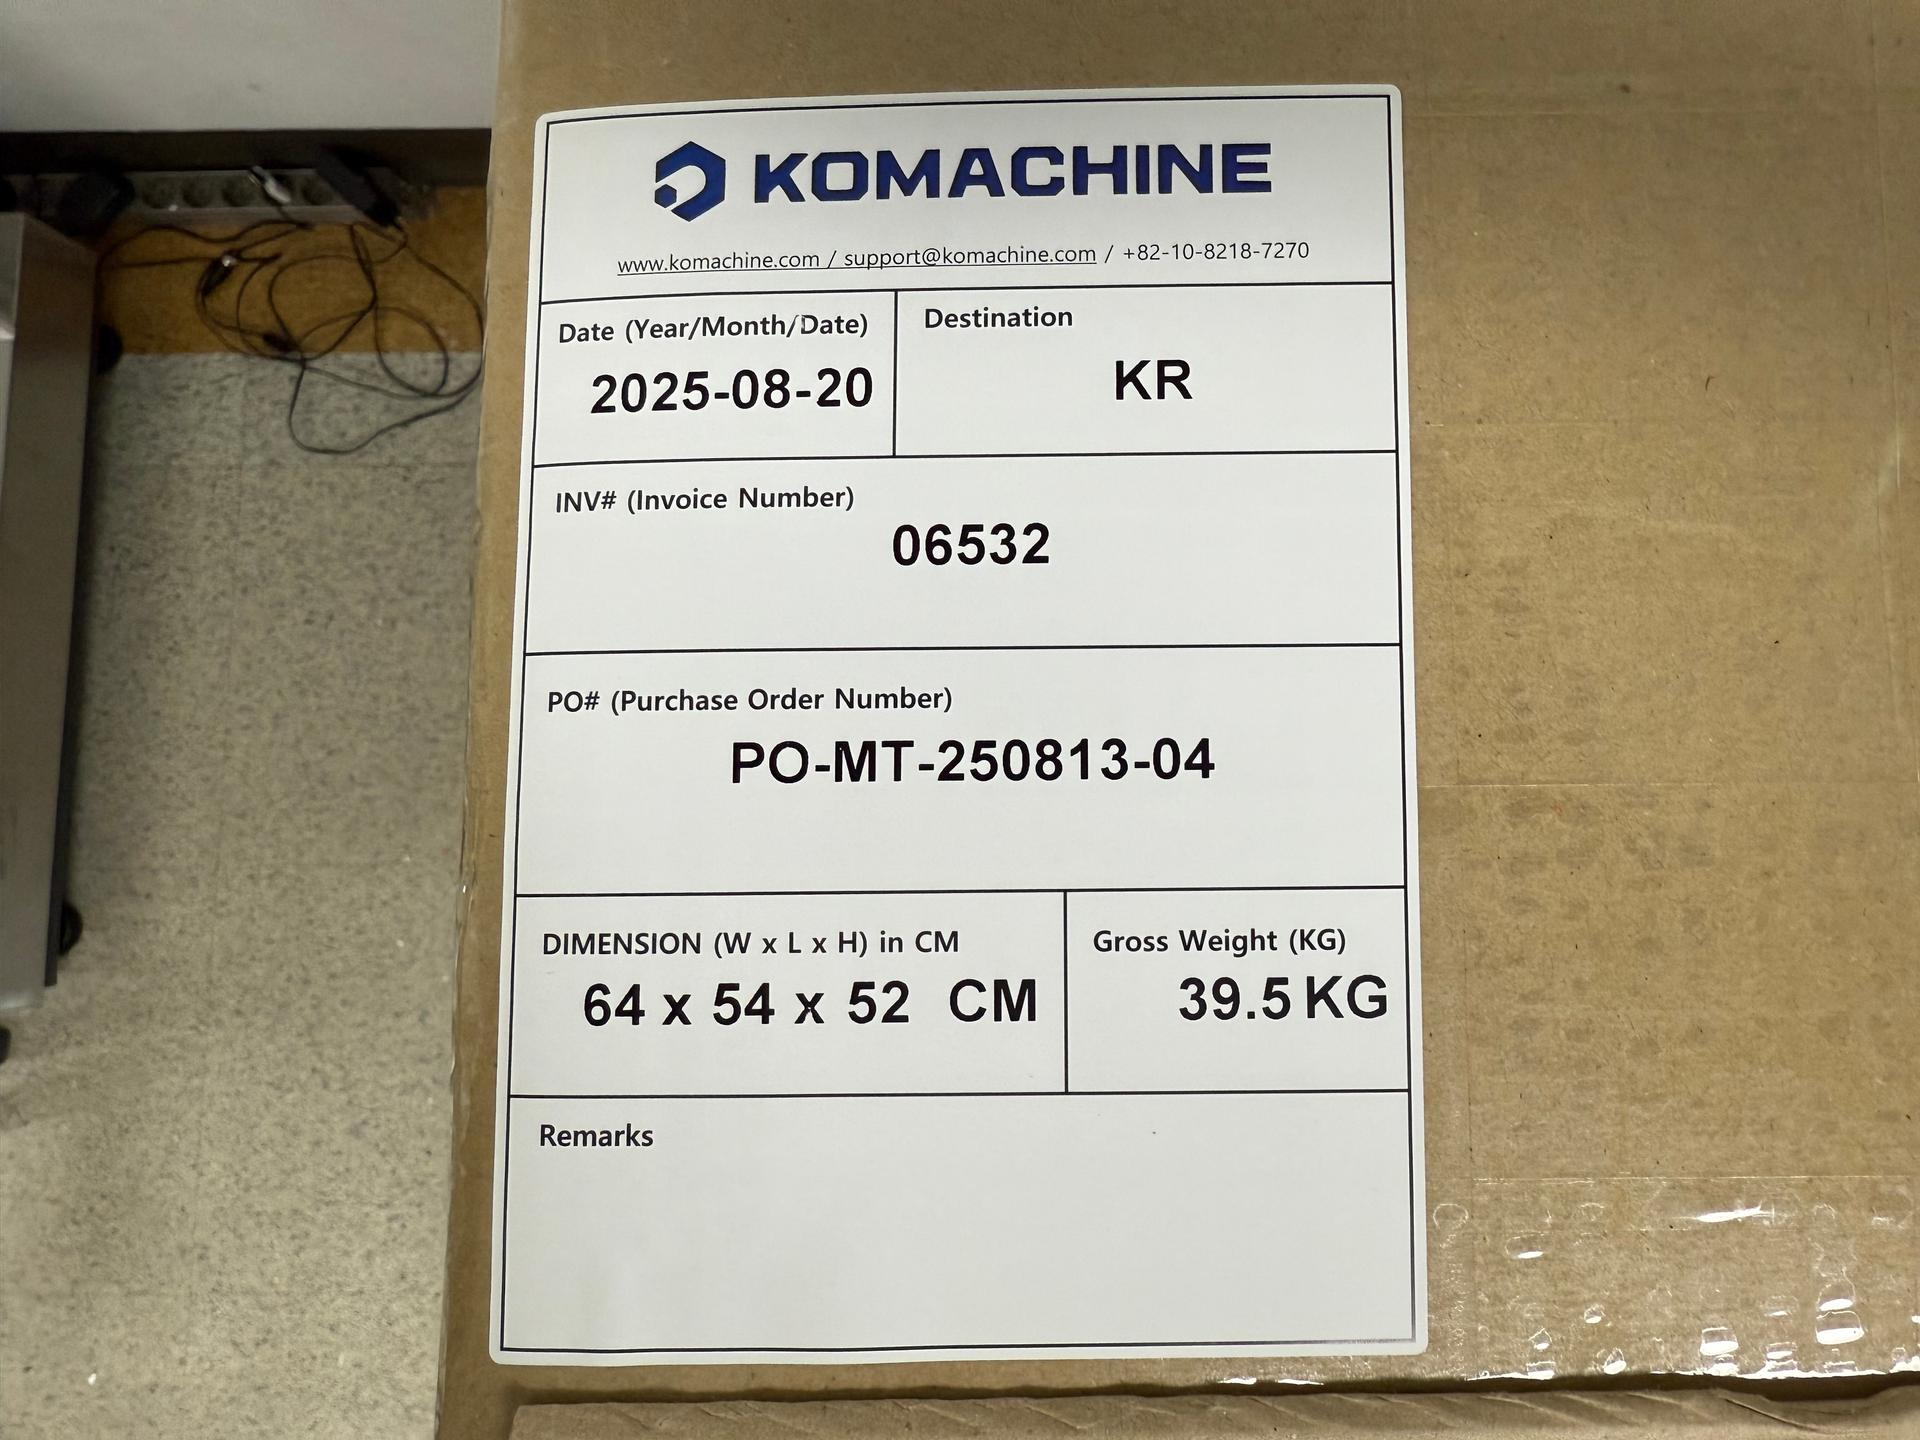 KOMACHINE
www.komachine.com / support@komachine.com / +82-10-8218-7270
Date (Year/Month/Date)
2025-08-20
Destination
KR
INV# (Invoice Number)
06532
PO# (Purchase Order Number)
PO-MT-250813-04
DIMENSION (W x L x H) in CM
64 x 54 x 52 CM
Gross Weight (KG)
39.5 KG
Remarks